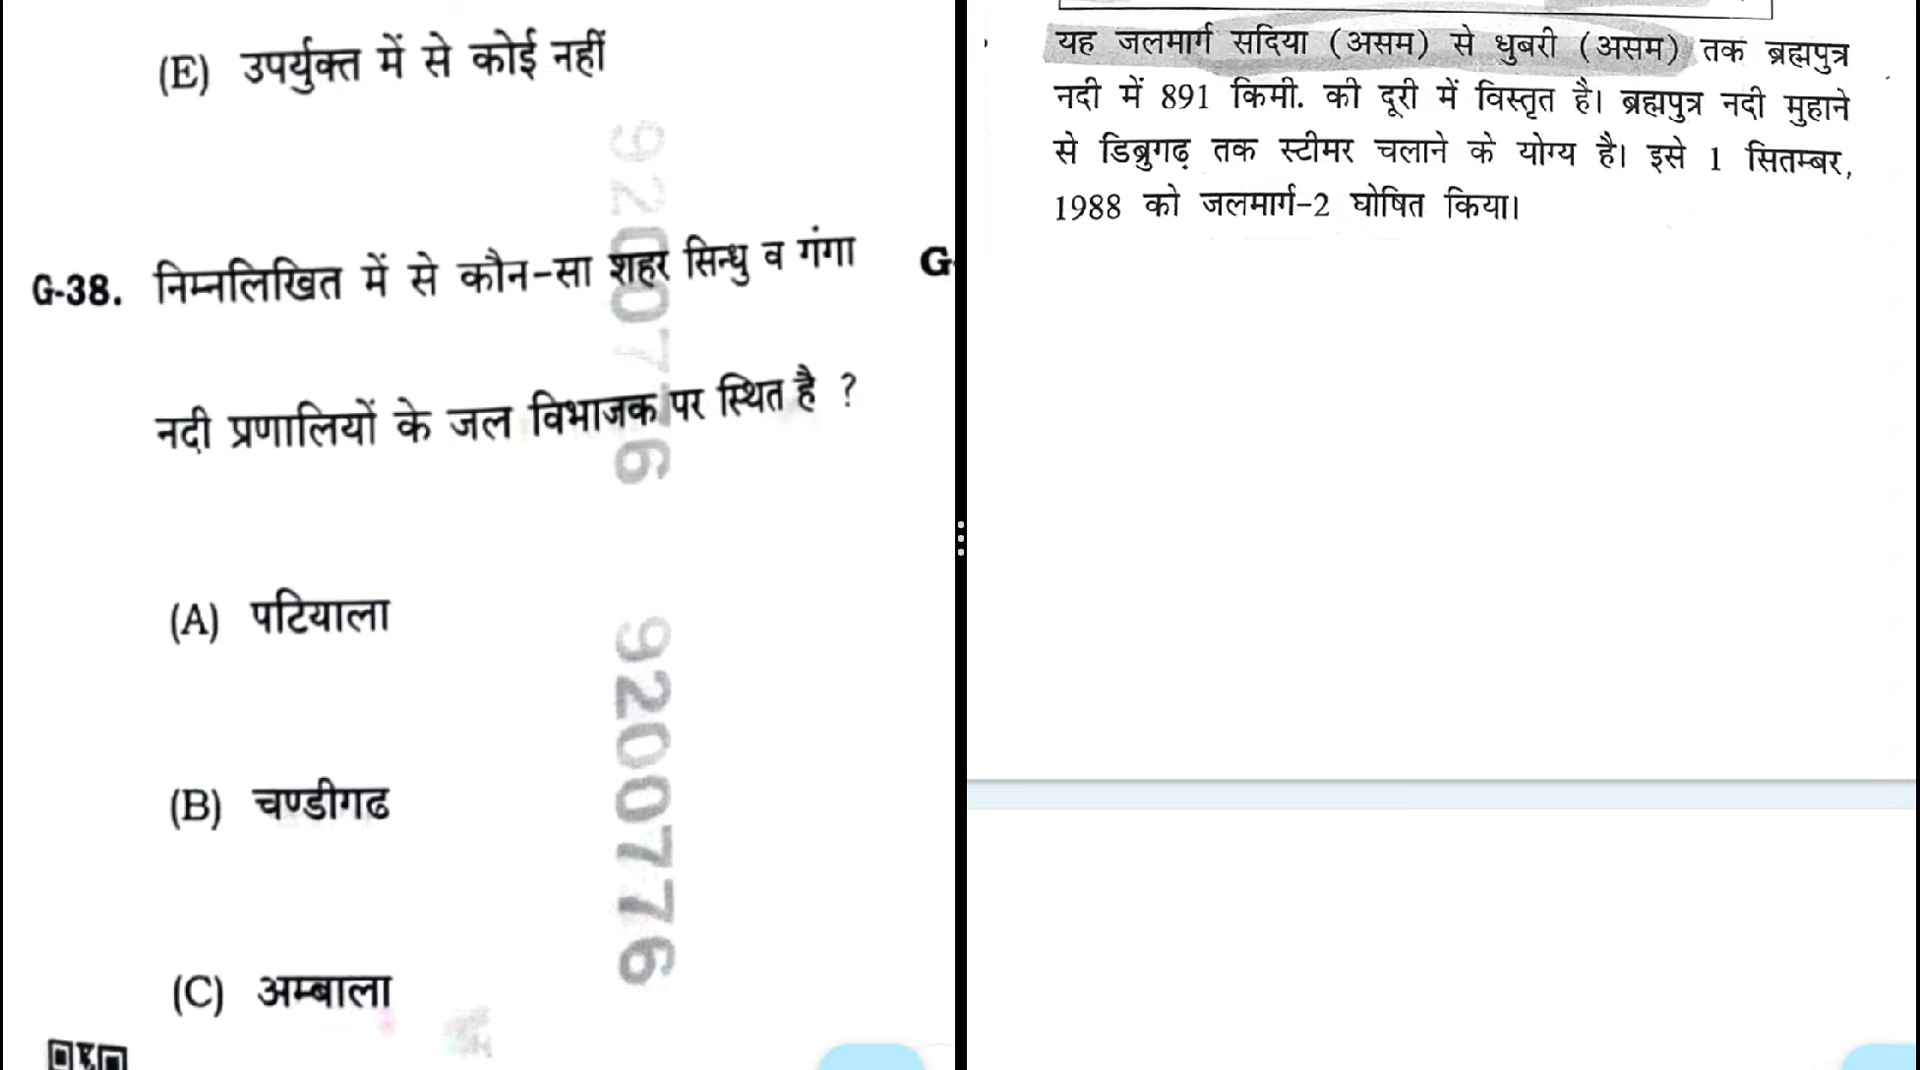 (E) उपर्युक्त में से कोई नहीं
G-38. निम्नलिखित में से कौन-सा शहर सिन्धु व गंगा
नदी प्रणालियों के जल विभाजक पर स्थित है ?
(A) पटियाला
(B) चण्डीगढ
(C) अम्बाला
9200776
9200776
G
यह जलमार्ग सदिया (असम) से धुबरी (असम) तक ब्रह्मपुत्र
नदी में 891 किमी. की दूरी में विस्तृत है। ब्रह्मपुत्र नदी मुहाने
से डिब्रुगढ़ तक स्टीमर चलाने के योग्य है। इसे 1 सितम्बर,
1988 को जलमार्ग-2 घोषित किया।